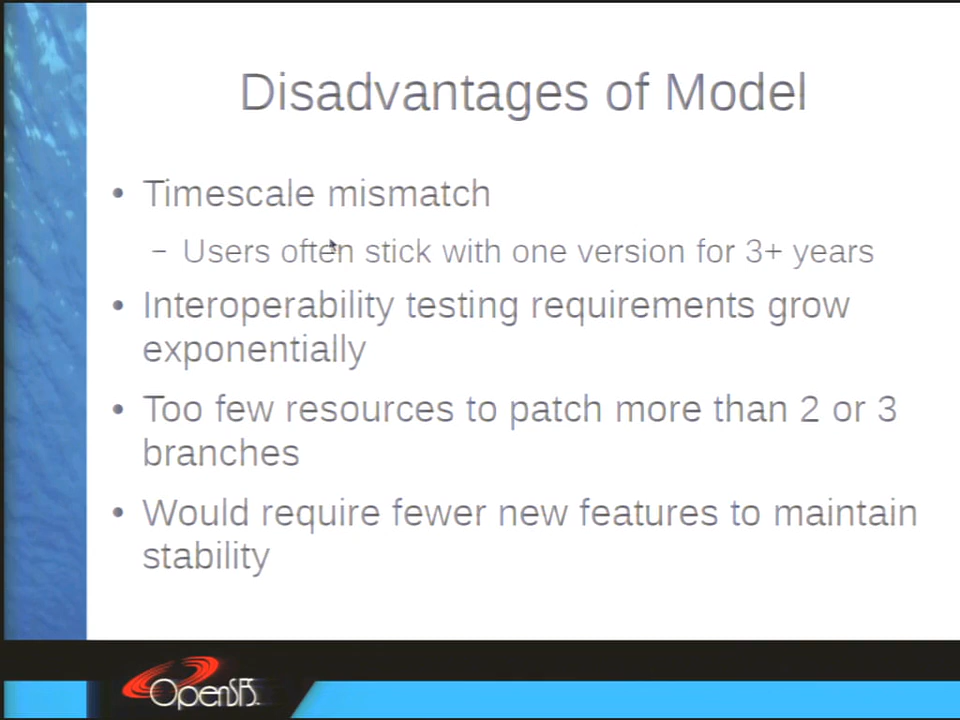 Disadvantages of Model
• Timescale mismatch
– Users often stick with one version for 3+ years
• Interoperability testing requirements grow
exponentially
• Too few resources to patch more than 2 or 3
branches
• Would require fewer new features to maintain
stability
OpenSFS.